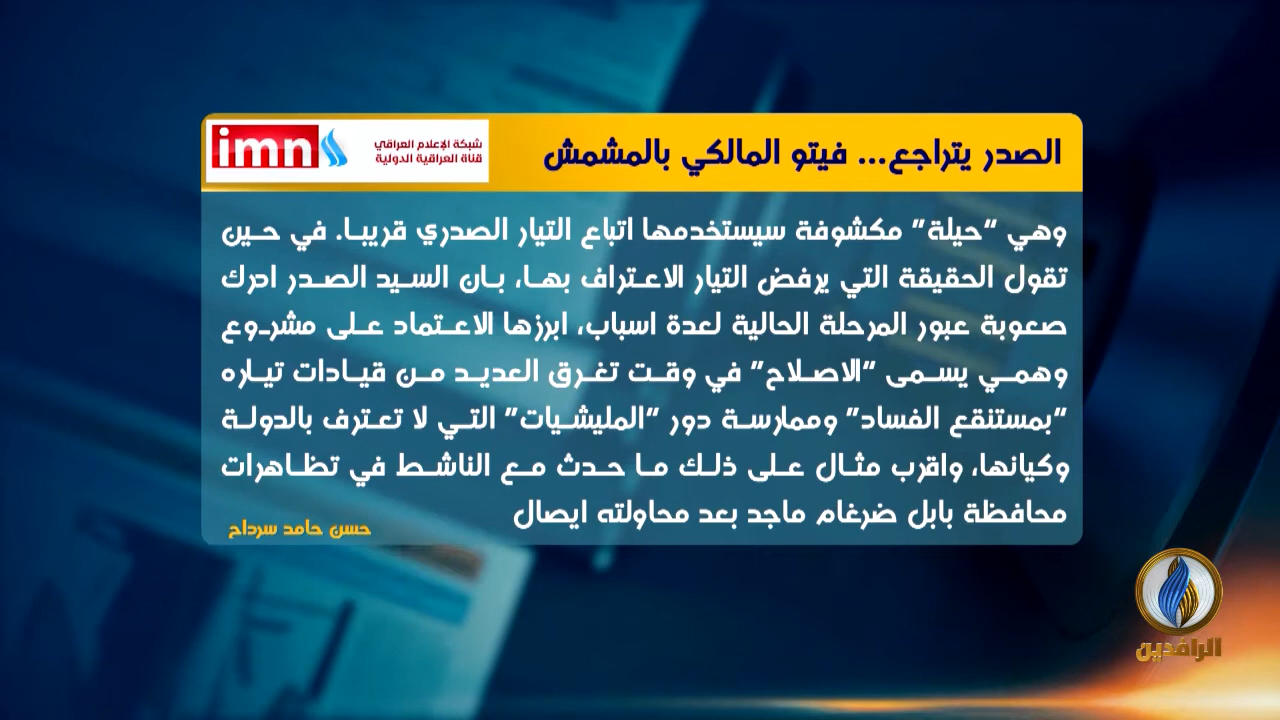 الصدر يتراجع... فيتو المالكي بالمشمش
imn
شبكة الإعلام العراقي
قناة العراقية الدولية
وهي “حيلة” مكشوفة سيستخدمها اتباع التيار الصدري قريبا. في حين
تقول الحقيقة التي يرفض التيار الاعتراف بها، بان السيد الصدر ادرك
صعوبة عبور المرحلة الحالية لعدة اسباب، ابرزها الاعتماد على مشروع
وهمي يسمى “الاصلاح” في وقت تغرق العديد من قيادات تياره
“بمستنقع الفساد” وممارسة دور “المليشيات” التي لا تعترف بالدولة
وكيانها، واقرب مثال على ذلك ما حدث مع الناشط في تظاهرات
محافظة بابل ضرغام ماجد بعد محاولته ايصال
حسن حامد سرداح
الرافدين